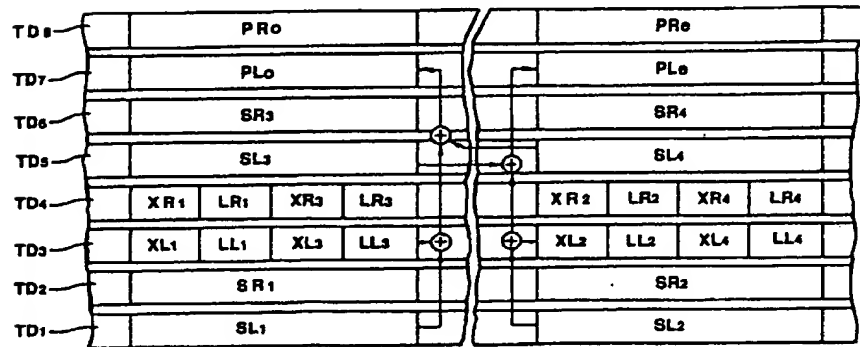 TD8 PRo PRe
TD7 PLo PLe
TD6 SR3 SR4
TD5 SL3 SL4
TD4 XR1 LR1 XR3 LR3 XR2 LR2 XR4 LR4
TD3 XL1 LL1 XL3 LL3 XL2 LL2 XL4 LL4
TD2 SR1 SR2
TD1 SL1 SL2